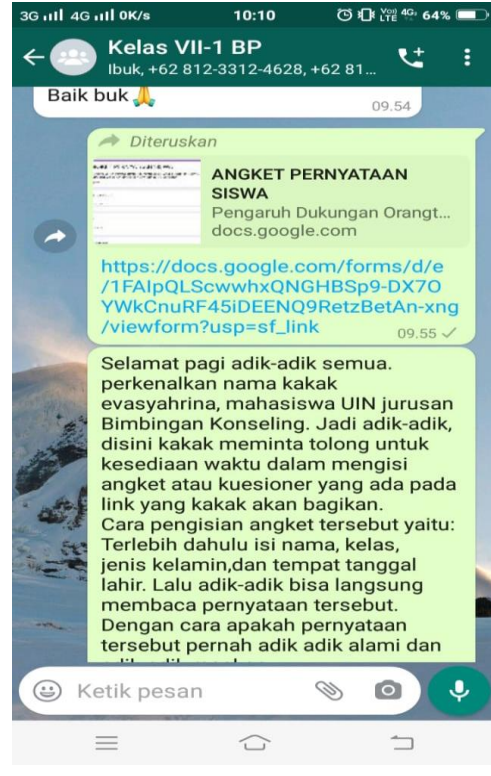 3G 4G 0K/s 10:10 4G+ 64%
Kelas VII-1 BP
Ibuk, +62 812-3312-4628, +62 81...
Baik buk 🙏
09.54
Diteruskan
ANGKET PERNYATAAN
SISWA
Pengaruh Dukungan Orangt...
docs.google.com
https://docs.google.com/forms/d/e
/1FAIpQLScwwhxQNGHBSp9-DX7O
YWkCnuRF45iDEENQ9RetzBetAn-xng
/viewform?usp=sf_link
09.55
Selamat pagi adik-adik semua.
perkenalkan nama kakak
evasyahrina, mahasiswa UIN jurusan
Bimbingan Konseling. Jadi adik-adik,
disini kakak meminta tolong untuk
kesediaan waktu dalam mengisi
angket atau kuesioner yang ada pada
link yang kakak akan bagikan.
Cara pengisian angket tersebut yaitu:
Terlebih dahulu isi nama, kelas,
jenis kelamin,dan tempat tanggal
lahir. Lalu adik-adik bisa langsung
membaca pernyataan tersebut.
Dengan cara apakah pernyataan
tersebut pernah adik adik alami dan
Ketik pesan